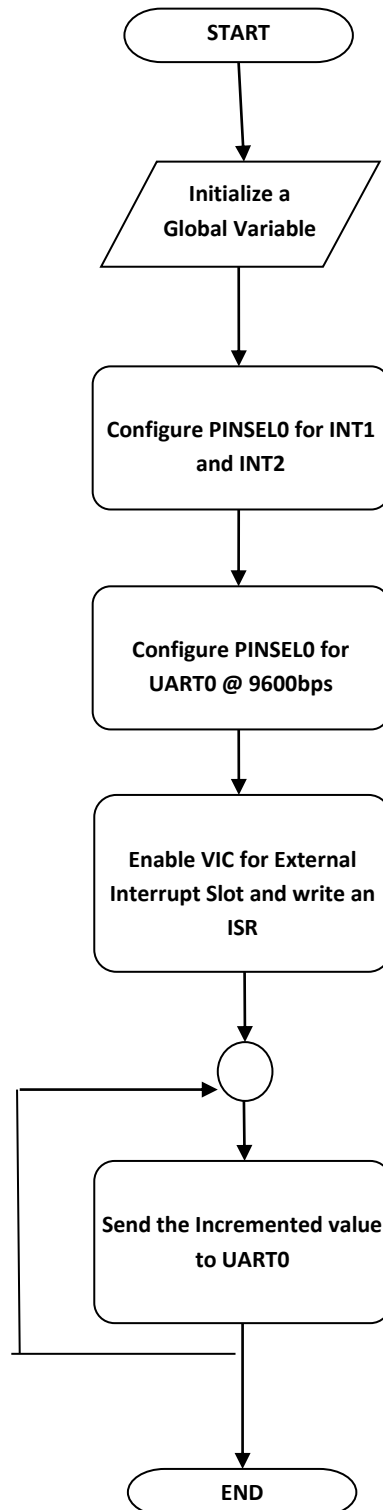 START
Initialize a
Global Variable
Configure PINSEL0 for INT1
and INT2
Configure PINSEL0 for
UART0 @ 9600bps
Enable VIC for External
Interrupt Slot and write an
ISR
Send the Incremented value
to UART0
END